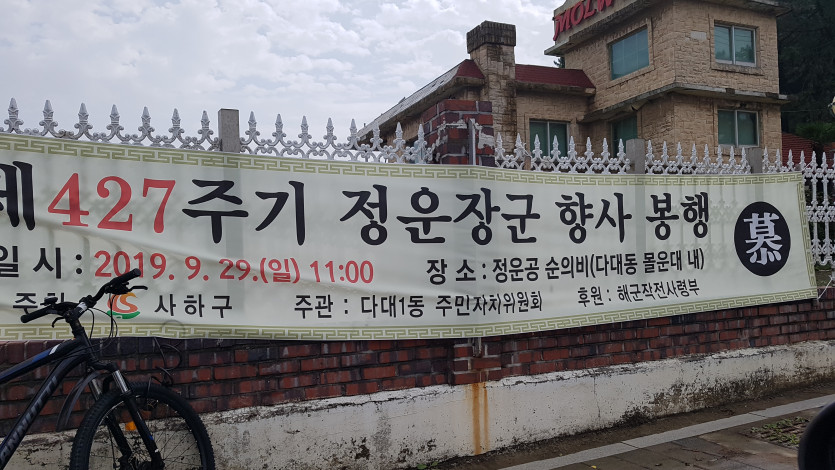 MOLW
제427주기 정운장군 향사 봉행
慕
일 시 : 2019. 9. 29.(일) 11:00 장 소 : 정운공 순의비(다대동 몰운대 내)
주최 사하구 주관 : 다대1동 주민자치위원회 후원 : 해군작전사령부